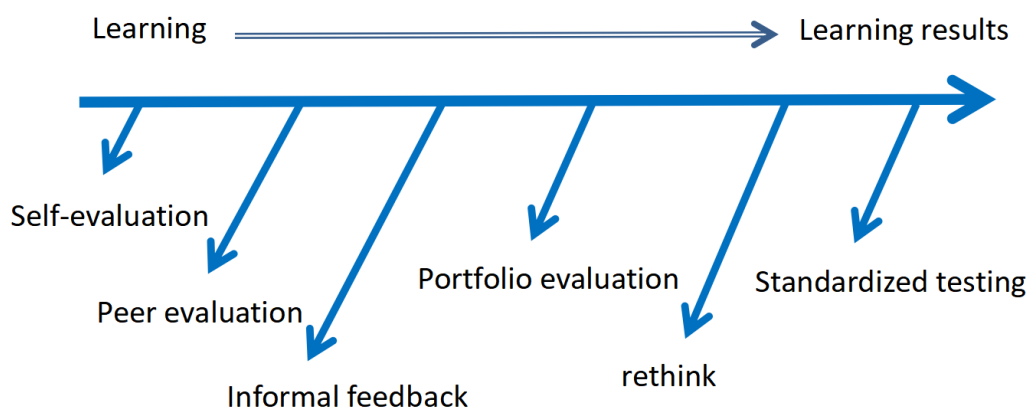 Learning
Learning results
Self-evaluation
Peer evaluation
Informal feedback
Portfolio evaluation
rethink
Standardized testing